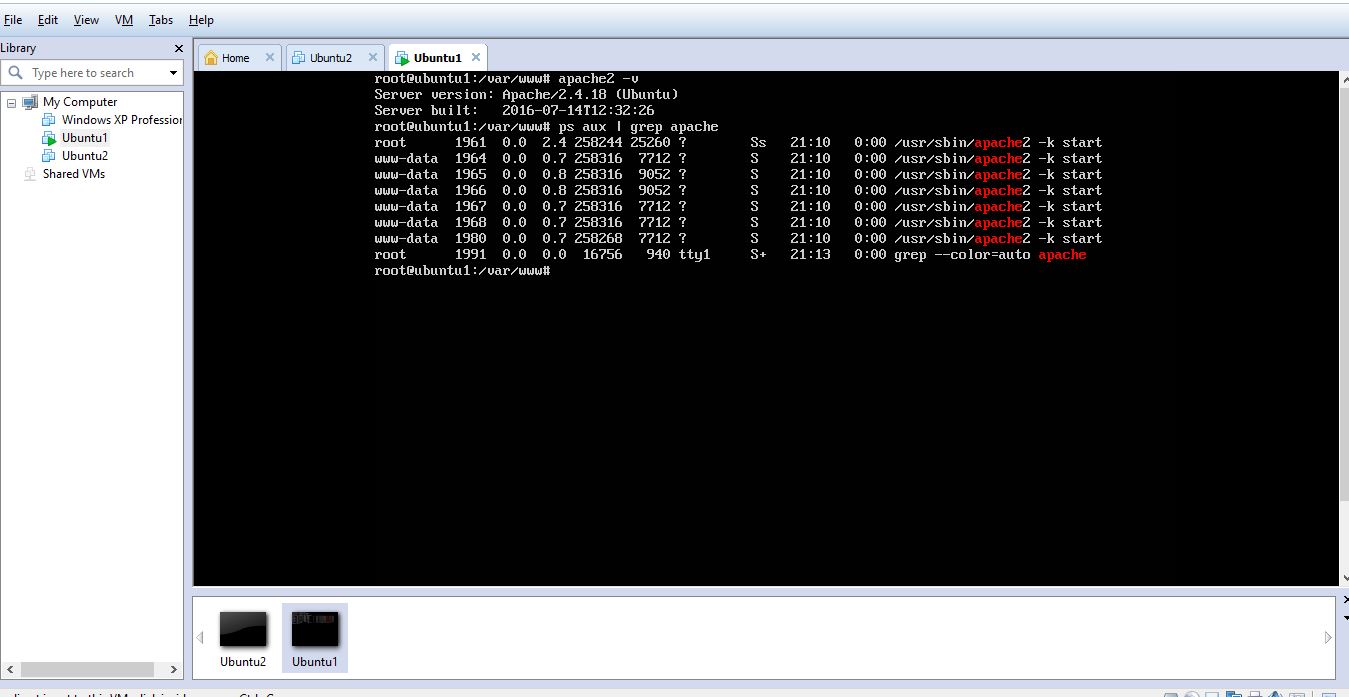 File Edit View VM Tabs Help
Library
Type here to search
My Computer
Windows XP Profession
Ubuntu1
Ubuntu2
Shared VMs
Home Ubuntu2 Ubuntu1
root@ubuntu1:/var/www# apache2 -v
Server version: Apache/2.4.18 (Ubuntu)
Server built:   2016-07-14T12:32:26
root@ubuntu1:/var/www# ps aux | grep apache
root      1961  0.0  2.4 258244 25260 ?        Ss   21:10   0:00 /usr/sbin/apache2 -k start
www-data  1964  0.0  0.7 258316  7712 ?        S    21:10   0:00 /usr/sbin/apache2 -k start
www-data  1965  0.0  0.8 258316  9052 ?        S    21:10   0:00 /usr/sbin/apache2 -k start
www-data  1966  0.0  0.8 258316  9052 ?        S    21:10   0:00 /usr/sbin/apache2 -k start
www-data  1967  0.0  0.7 258316  7712 ?        S    21:10   0:00 /usr/sbin/apache2 -k start
www-data  1968  0.0  0.7 258316  7712 ?        S    21:10   0:00 /usr/sbin/apache2 -k start
www-data  1980  0.0  0.7 258268  7712 ?        S    21:10   0:00 /usr/sbin/apache2 -k start
root      1991  0.0  0.0  16756   940 tty1     S+   21:13   0:00 grep --color=auto apache
root@ubuntu1:/var/www#
Ubuntu2 Ubuntu1